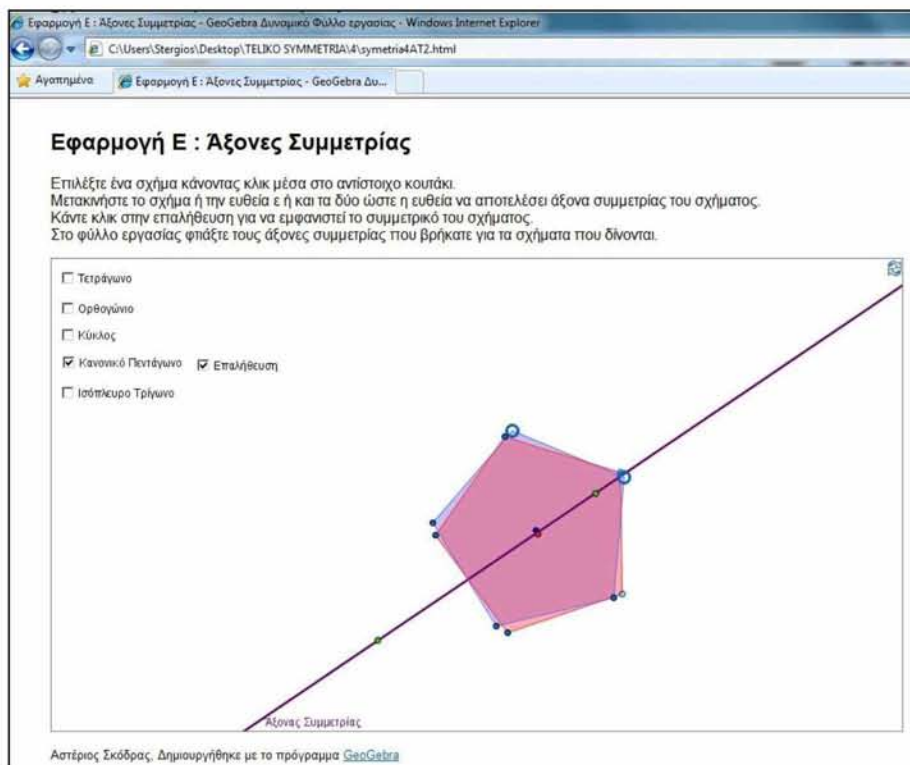 Εφαρμογή Ε : Άξονες Συμμετρίας - GeoGebra Δυναμικό Φύλλο εργασίας - Windows Internet Explorer
C:\Users\Stergios\Desktop\TELIKO SYMMETRIA\4\symetria4AT2.html
Αγαπημένα Εφαρμογή Ε : Άξονες Συμμετρίας - GeoGebra Δυ...
Εφαρμογή Ε : Άξονες Συμμετρίας
Επιλέξτε ένα σχήμα κάνοντας κλικ μέσα στο αντίστοιχο κουτάκι.
Μετακινήστε το σχήμα ή την ευθεία ε ή και τα δύο ώστε η ευθεία να αποτελέσει άξονα συμμετρίας του σχήματος.
Κάντε κλικ στην επαλήθευση για να εμφανιστεί το συμμετρικό του σχήματος.
Στο φύλλο εργασίας φτιάξτε τους άξονες συμμετρίας που βρήκατε για τα σχήματα που δίνονται.
Τετράγωνο
Ορθογώνιο
Κύκλος
Κανονικό Πεντάγωνο Επαλήθευση
Ισόπλευρο Τρίγωνο
Άξονας Συμμετρίας
Αστέριος Σκόδρας, Δημιουργήθηκε με το πρόγραμμα GeoGebra